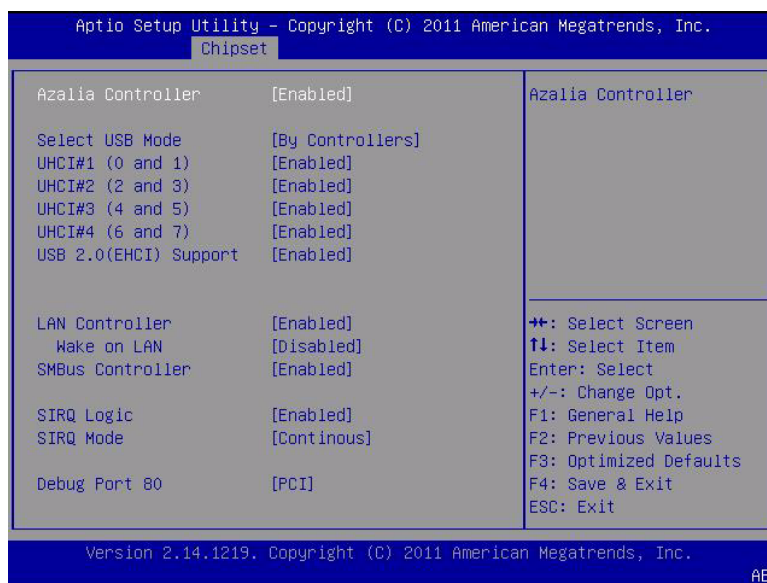 Aptio Setup Utility – Copyright (C) 2011 American Megatrends, Inc.
Chipset
Azalia Controller [Enabled]
Select USB Mode [By Controllers]
UHCI#1 (0 and 1) [Enabled]
UHCI#2 (2 and 3) [Enabled]
UHCI#3 (4 and 5) [Enabled]
UHCI#4 (6 and 7) [Enabled]
USB 2.0(EHCI) Support [Enabled]
LAN Controller [Enabled]
Wake on LAN [Disabled]
SMBus Controller [Enabled]
SIRQ Logic [Enabled]
SIRQ Mode [Continous]
Debug Port 80 [PCI]
Azalia Controller
→←: Select Screen
↑↓: Select Item
Enter: Select
+/-: Change Opt.
F1: General Help
F2: Previous Values
F3: Optimized Defaults
F4: Save & Exit
ESC: Exit
Version 2.14.1219. Copyright (C) 2011 American Megatrends, Inc.